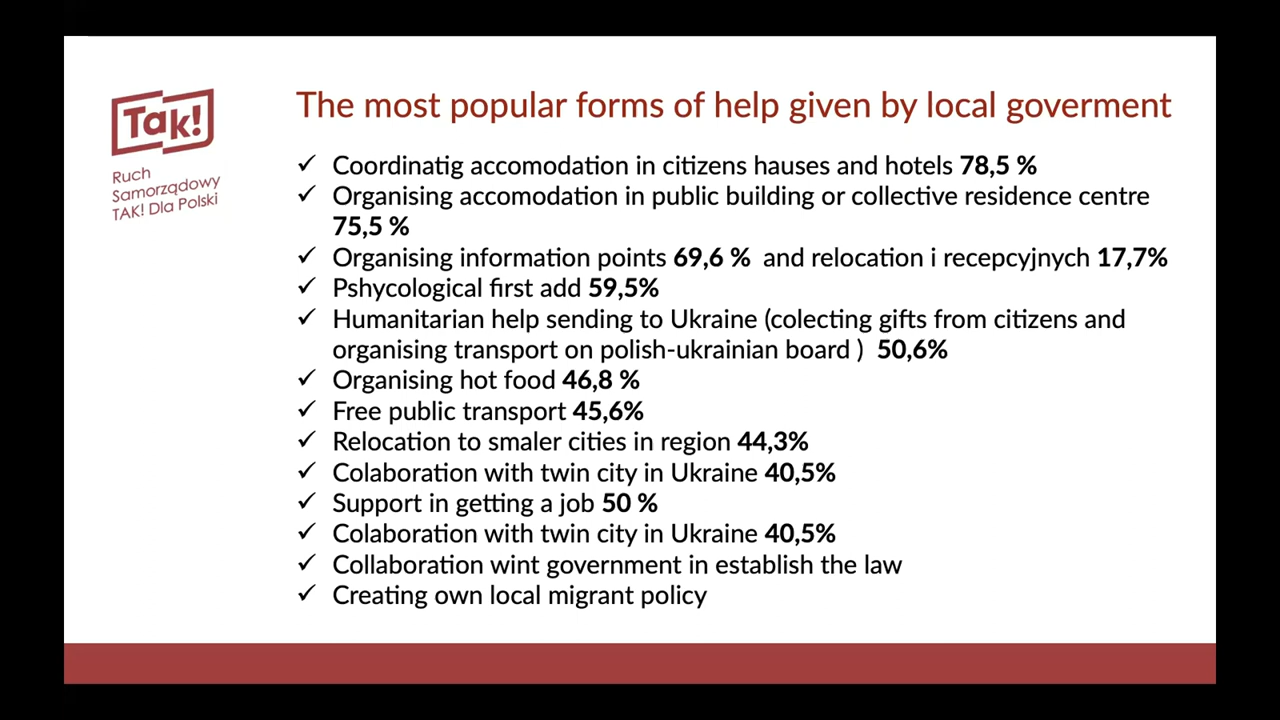 Tak!
Ruch
Samorządowy
TAK! Dla Polski
The most popular forms of help given by local goverment
✓ Coordinatig accomodation in citizens hauses and hotels 78,5 %
✓ Organising accomodation in public building or collective residence centre
75,5 %
✓ Organising information points 69,6 % and relocation i recepcyjnych 17,7%
✓ Pshycological first add 59,5%
✓ Humanitarian help sending to Ukraine (colecting gifts from citizens and
organising transport on polish-ukrainian board ) 50,6%
✓ Organising hot food 46,8 %
✓ Free public transport 45,6%
✓ Relocation to smaler cities in region 44,3%
✓ Colaboration with twin city in Ukraine 40,5%
✓ Support in getting a job 50 %
✓ Colaboration with twin city in Ukraine 40,5%
✓ Collaboration wint government in establish the law
✓ Creating own local migrant policy